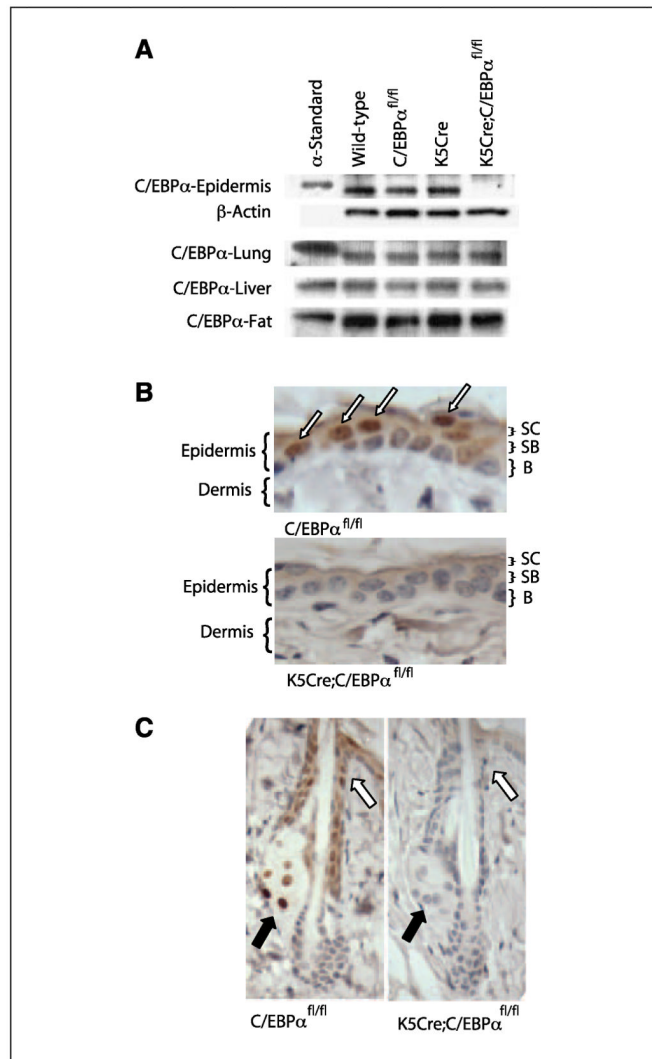 A
α-Standard
Wild-type
C/EBPα fl/fl
K5Cre
K5Cre;C/EBPα fl/fl
C/EBPα-Epidermis
β-Actin
C/EBPα-Lung
C/EBPα-Liver
C/EBPα-Fat
B
Epidermis
Dermis
SC
SB
B
C/EBPα fl/fl
Epidermis
Dermis
SC
SB
B
K5Cre;C/EBPα fl/fl
C
C/EBPα fl/fl
K5Cre;C/EBPα fl/fl